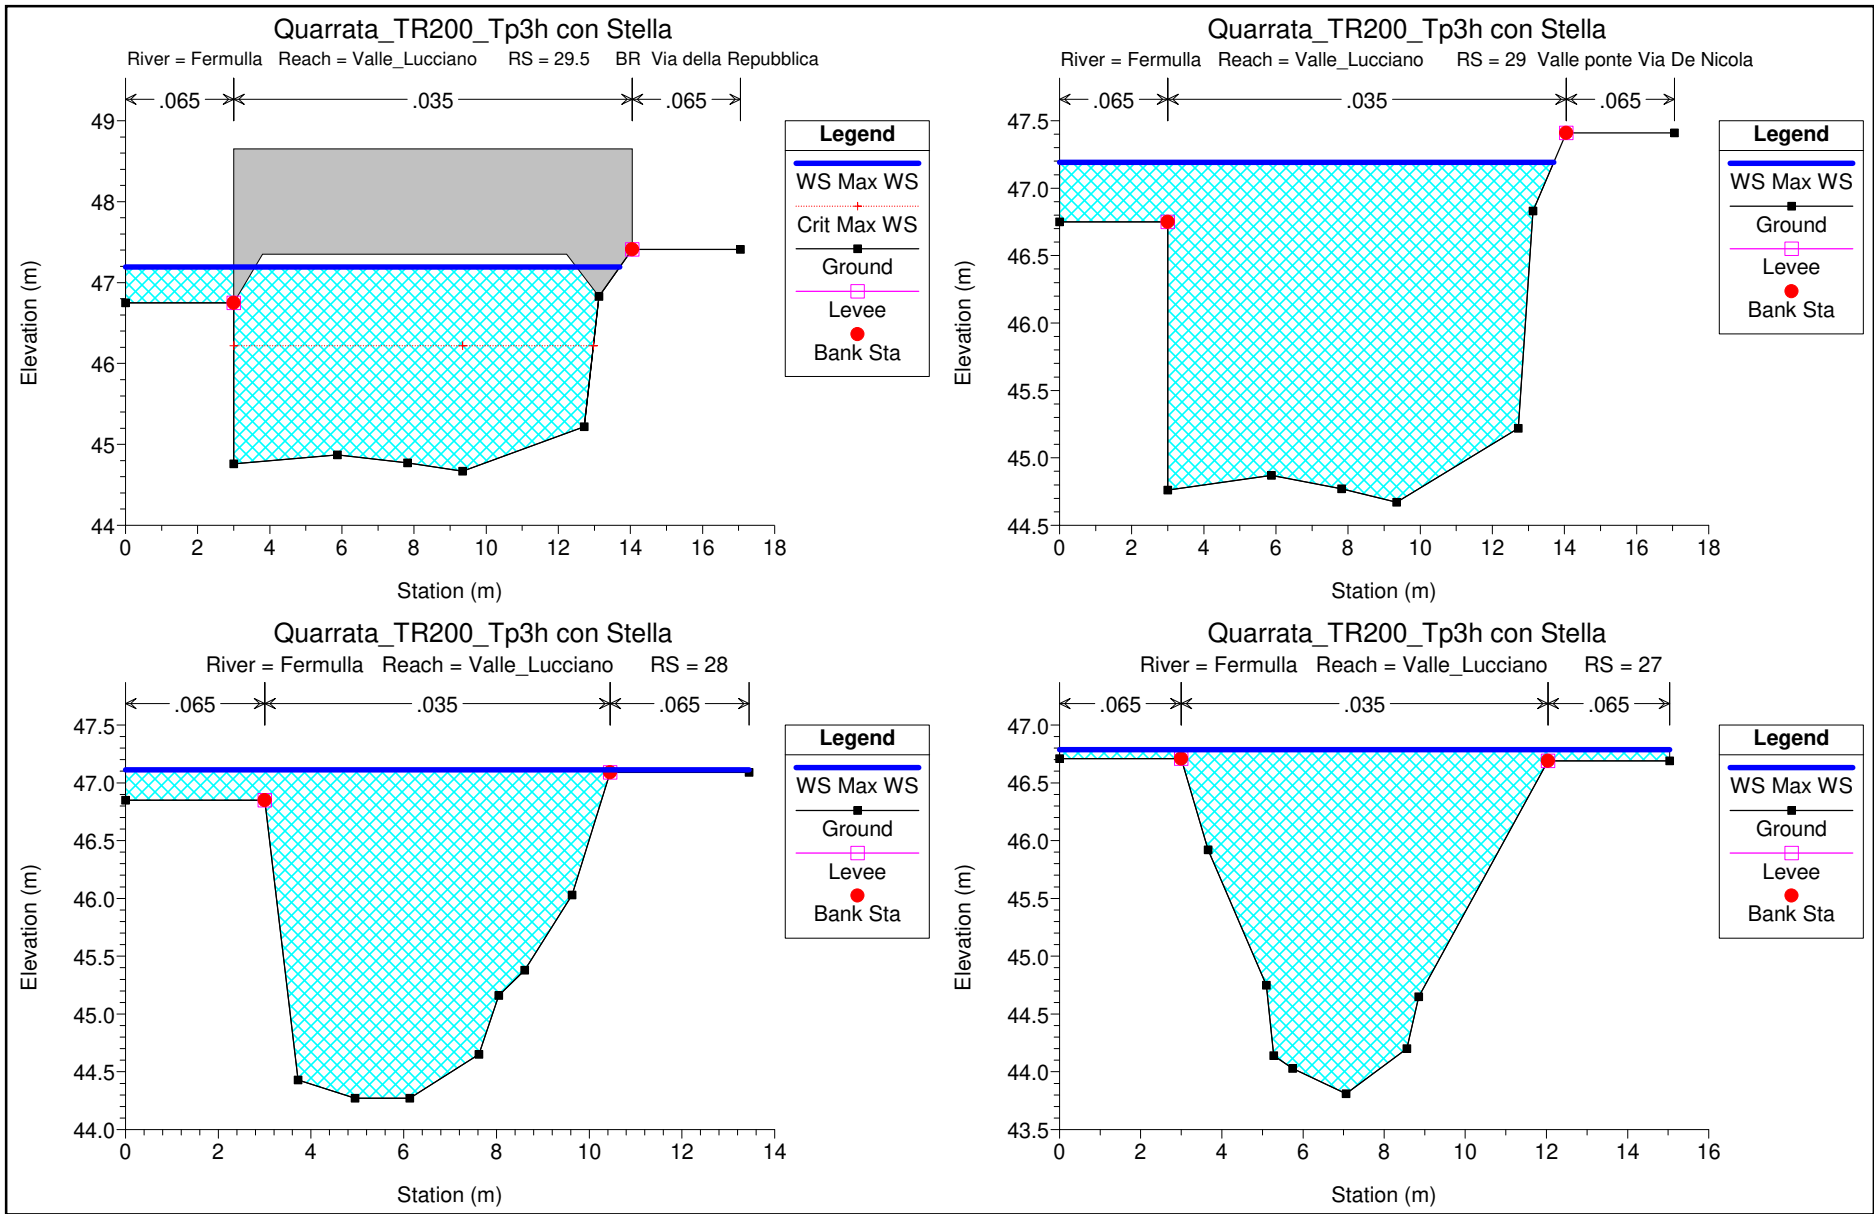 Quarrata_TR200_Tp3h con Stella
River = Fermulla Reach = Valle_Lucciano RS = 29.5 BR Via della Repubblica
.065 .035 .065
49
48
47
46
45
44
Elevation (m)
0 2 4 6 8 10 12 14 16 18
Station (m)
Legend
WS Max WS
Crit Max WS
Ground
Levee
Bank Sta
Quarrata_TR200_Tp3h con Stella
River = Fermulla Reach = Valle_Lucciano RS = 29 Valle ponte Via De Nicola
.065 .035 .065
47.5
47.0
46.5
46.0
45.5
45.0
44.5
Elevation (m)
0 2 4 6 8 10 12 14 16 18
Station (m)
Legend
WS Max WS
Ground
Levee
Bank Sta
Quarrata_TR200_Tp3h con Stella
River = Fermulla Reach = Valle_Lucciano RS = 28
.065 .035 .065
47.5
47.0
46.5
46.0
45.5
45.0
44.5
44.0
Elevation (m)
0 2 4 6 8 10 12 14
Station (m)
Legend
WS Max WS
Ground
Levee
Bank Sta
Quarrata_TR200_Tp3h con Stella
River = Fermulla Reach = Valle_Lucciano RS = 27
.065 .035 .065
47.0
46.5
46.0
45.5
45.0
44.5
44.0
43.5
Elevation (m)
0 2 4 6 8 10 12 14 16
Station (m)
Legend
WS Max WS
Ground
Levee
Bank Sta